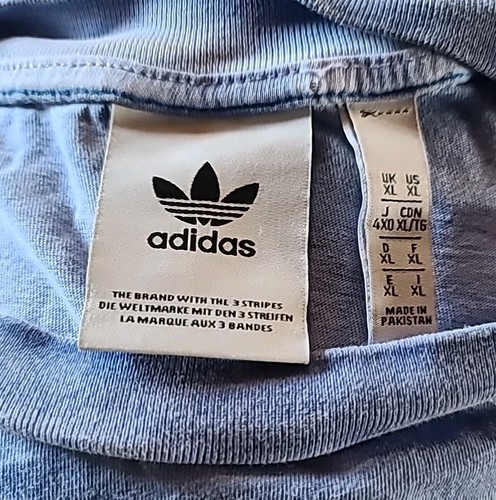 adidas
THE BRAND WITH THE 3 STRIPES
DIE WELTMARKE MIT DEN 3 STREIFEN
LA MARQUE AUX 3 BANDES
UK US
XL XL
J CDN
4XO XL/TG
D F
XL XL
E I
XL XL
MADE IN
PAKISTAN